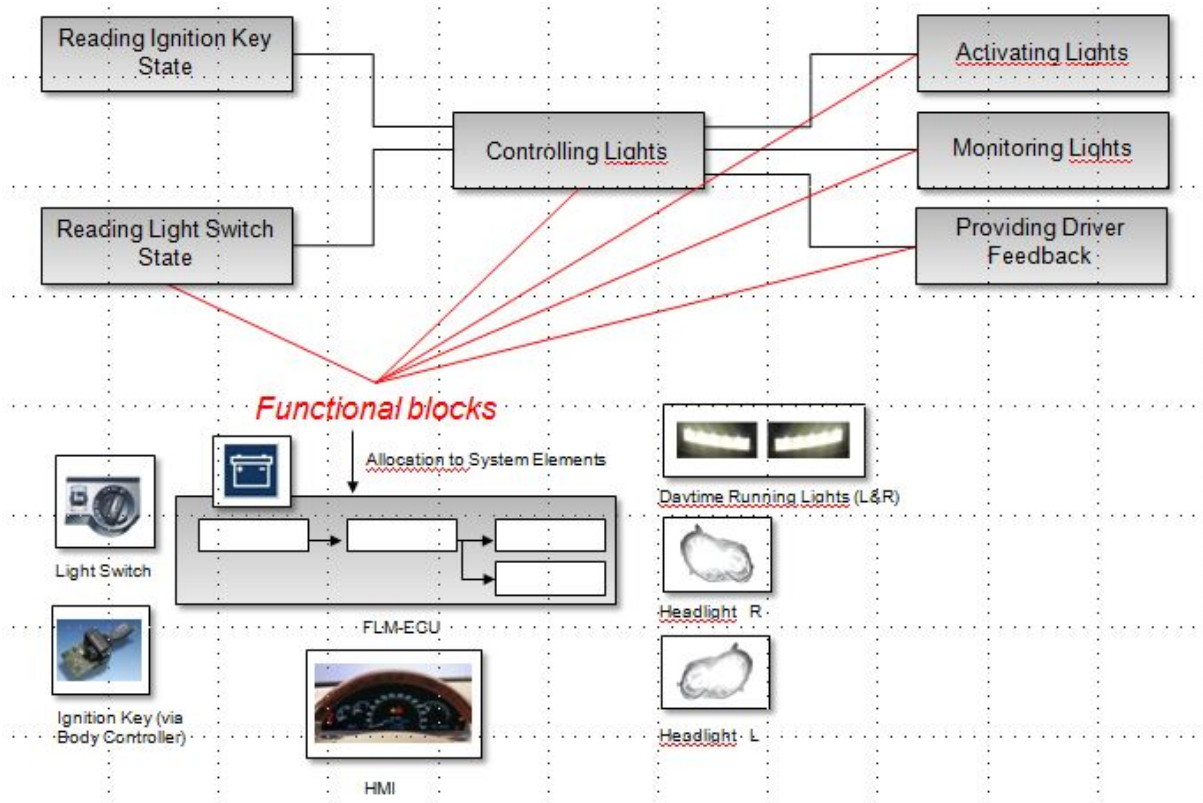 Reading Ignition Key
State
Activating Lights
Controlling Lights
Monitoring Lights
Reading Light Switch
State
Providing Driver
Feedback
Functional blocks
Allocation to System Elements
Light Switch
FLM-ECU
Ignition Key (via
Body Controller)
HMI
Daytime Running Lights (L&R)
Headlight R
Headlight L